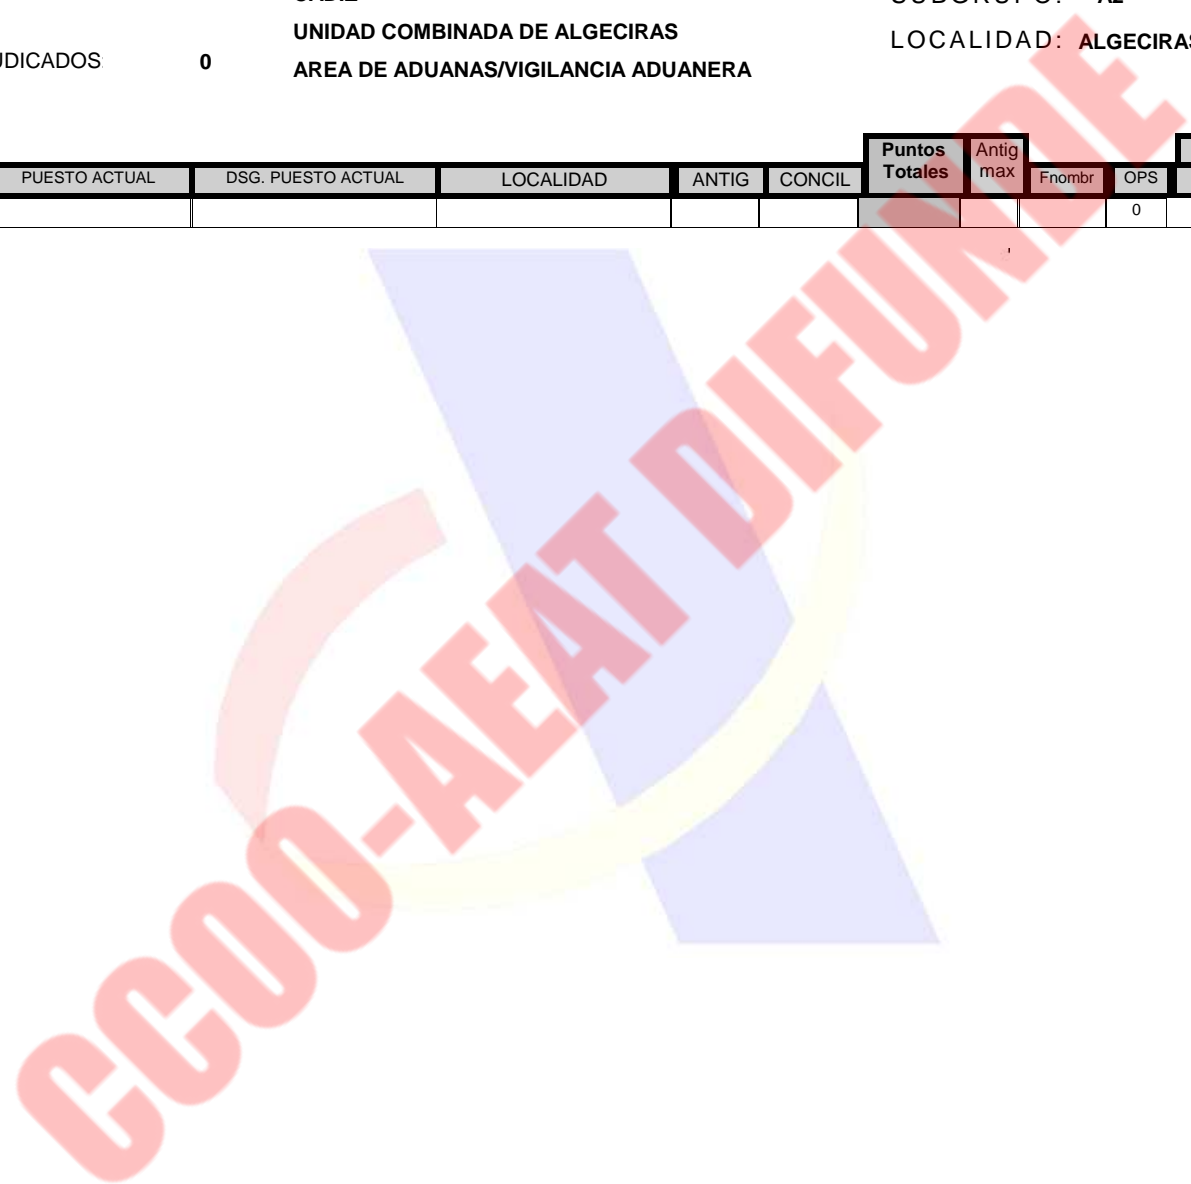 UNIDAD COMBINADA DE ALGECIRAS
LOCALIDAD: ALGECIRAS
UDICADOS: 0
AREA DE ADUANAS/VIGILANCIA ADUANERA
PUESTO ACTUAL DSG. PUESTO ACTUAL LOCALIDAD ANTIG CONCIL Puntos Totales Antig max Fnombr OPS
0
CCOO-AEAT DIFUNDE